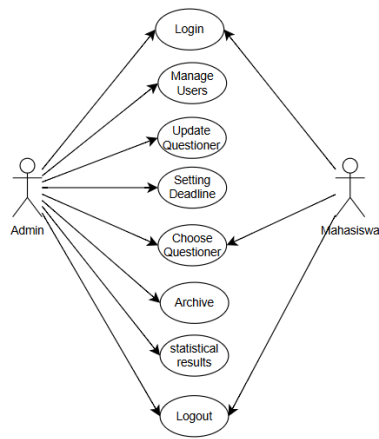 Login
Manage
Users
Update
Questioner
Setting
Deadline
Admin
Mahasiswa
Choose
Questioner
Archive
statistical
results
Logout